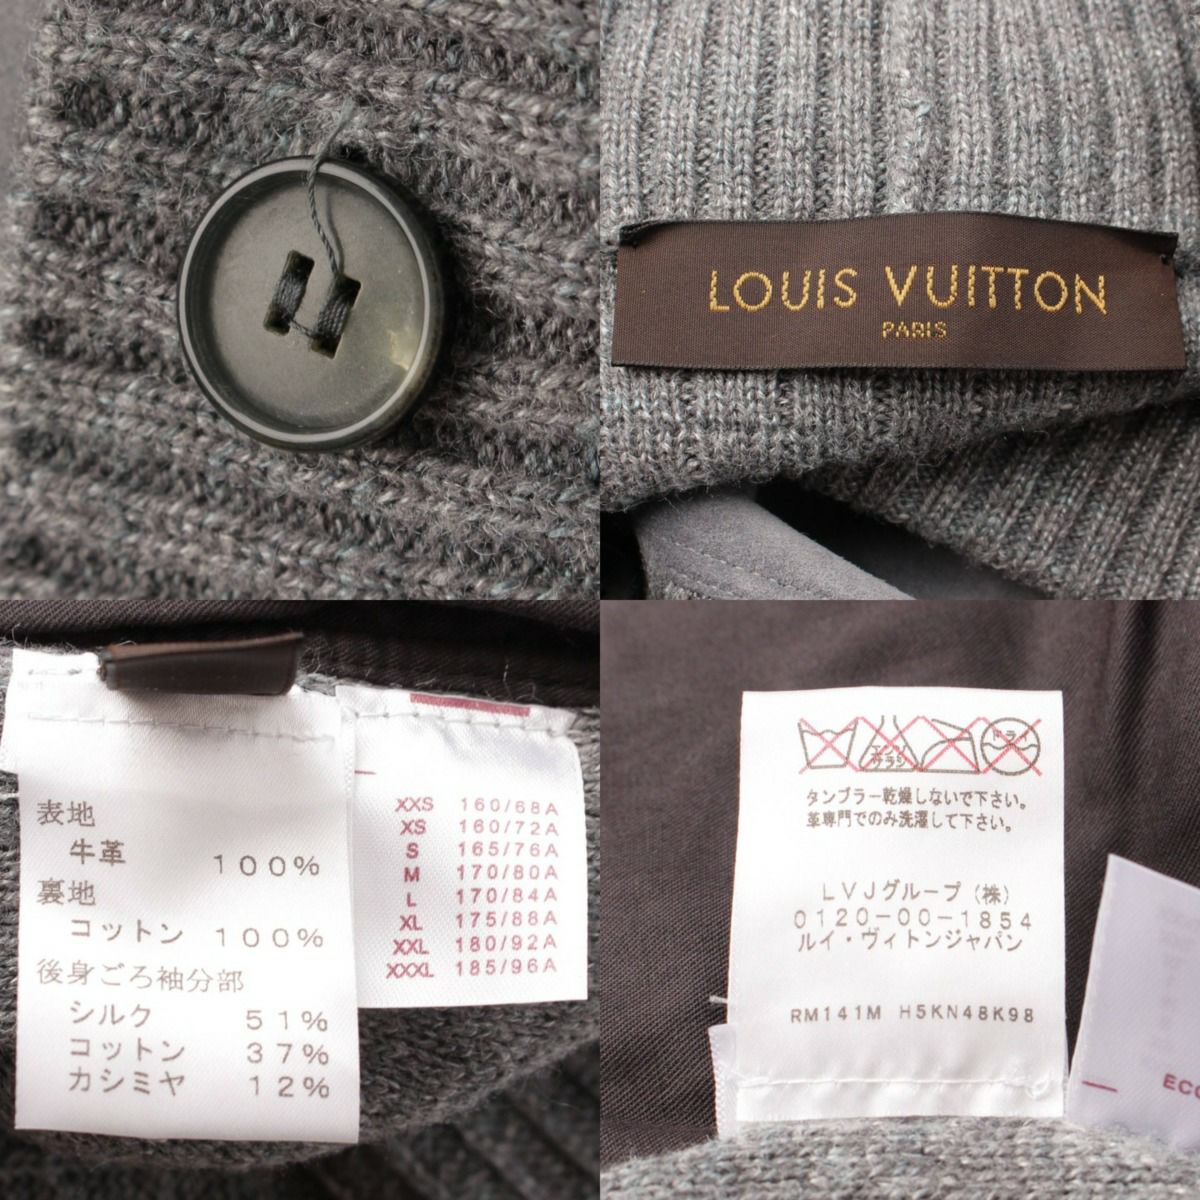 LOUIS VUITTON
PARIS
表地
牛革 100%
裏地
コットン 100%
後身ごろ袖分部
シルク 51%
コットン 37%
カシミヤ 12%
XXS 160/68A
XS 160/72A
S 165/76A
M 170/80A
L 170/84A
XL 175/88A
XXL 180/92A
XXXL 185/96A
エンソ
サラシ
ドライ
タンブラー乾燥しないで下さい。
革専門でのみ洗濯して下さい。
LVJグループ(株)
0120-00-1854
ルイ・ヴィトンジャパン
RM141M H5KN48K98